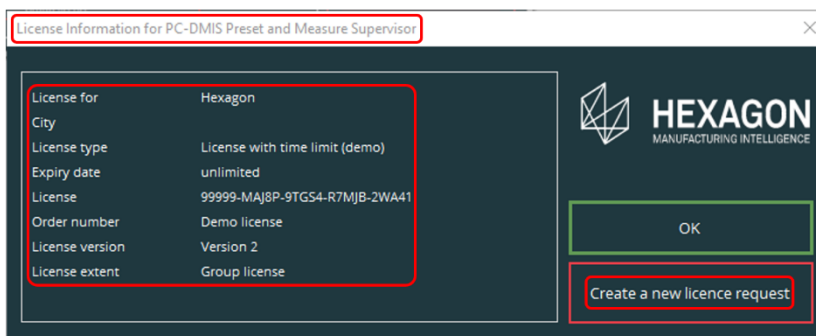 License Information for PC-DMIS Preset and Measure Supervisor
License for Hexagon
City
License type License with time limit (demo)
Expiry date unlimited
License 99999-MAJ8P-9TGS4-R7MJB-2WA41
Order number Demo license
License version Version 2
License extent Group license
HEXAGON
MANUFACTURING INTELLIGENCE
OK
Create a new licence request